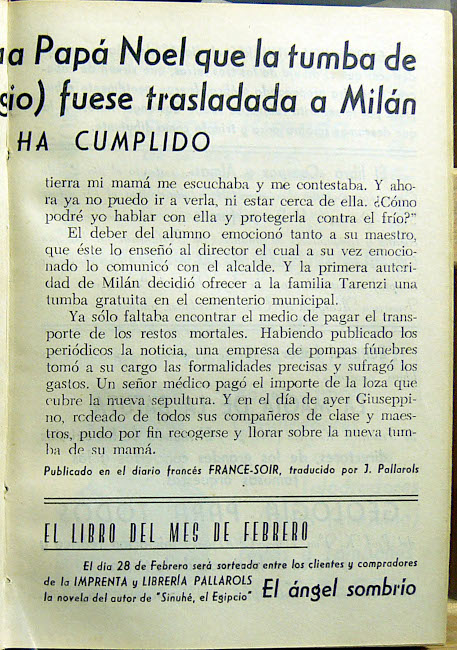 a Papá Noel que la tumba de
gio) fuese trasladada a Milán
HA CUMPLIDO
tierra mi mamá me escuchaba y me contestaba. Y aho-
ra ya no puedo ir a verla, ni estar cerca de ella. ¿Cómo
podré yo hablar con ella y protegerla contra el frío?"
El deber del alumno emocionó tanto a su maestro,
que éste lo enseñó al director el cual a su vez emocio-
nado lo comunicó con el alcalde. Y la primera autori-
dad de Milán decidió ofrecer a la familia Tarenzi una
tumba gratuita en el cementerio municipal.
Ya sólo faltaba encontrar el medio de pagar el trans-
porte de los restos mortales. Habiendo publicado los
periódicos la noticia, una empresa de pompas fúnebres
tomó a su cargo las formalidades precisas y sufragó los
gastos. Un señor médico pagó el importe de la loza que
cubre la nueva sepultura. Y en el día de ayer Giuseppi-
no, rodeado de todos sus compañeros de clase y maes-
tros, pudo por fin recogerse y llorar sobre la nueva tum-
ba de su mamá.
Publicado en el diario francés FRANCE-SOIR, traducido por J. Pallarols
EL LIBRO DEL MES DE FEBRERO
El día 28 de Febrero será sorteada entre los clientes y compradores
de la IMPRENTA y LIBRERÍA PALLAROLS
la novela del autor de "Sinuhé, el Egipcio" El ángel sombrío